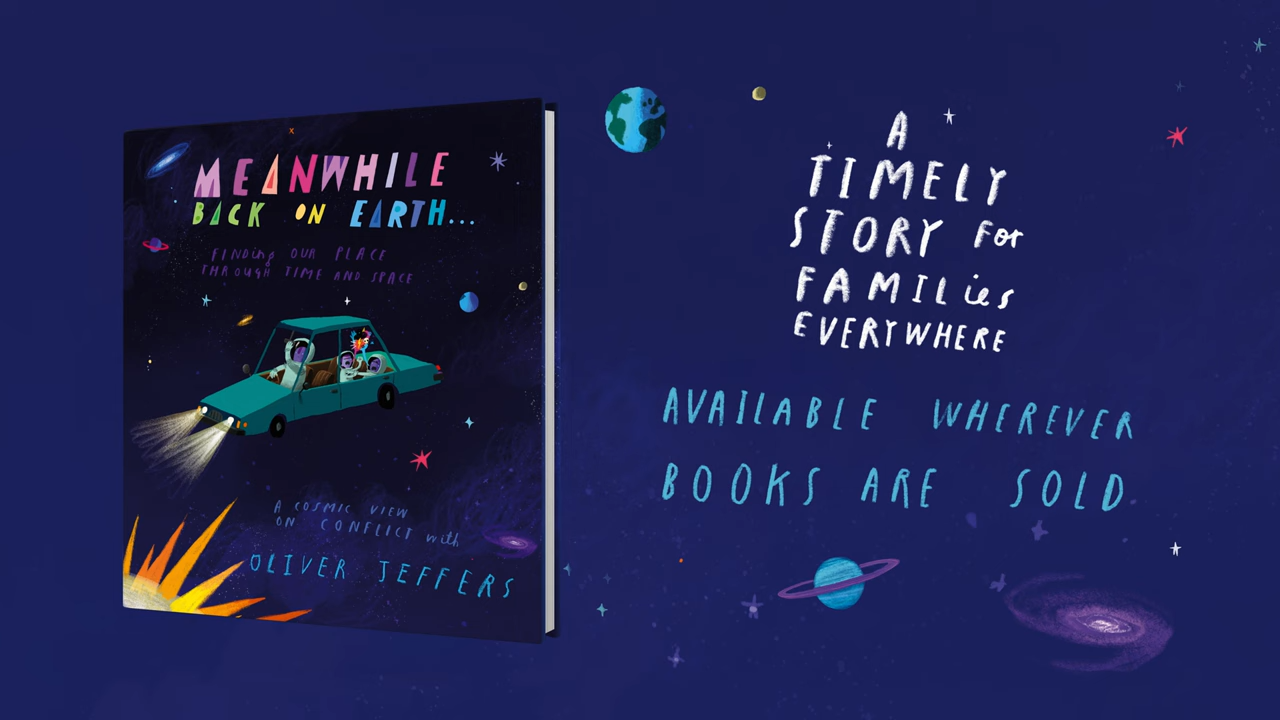 MEANWHILE
BACK ON EARTH...
FINDING OUR PLACE
THROUGH TIME AND SPACE
A COSMIC VIEW
ON CONFLICT with
OLIVER JEFFERS
A
TIMELY
STORY For
FAMILies
EVERYWHERE
AVAILABLE WHEREVER
BOOKS ARE SOLD